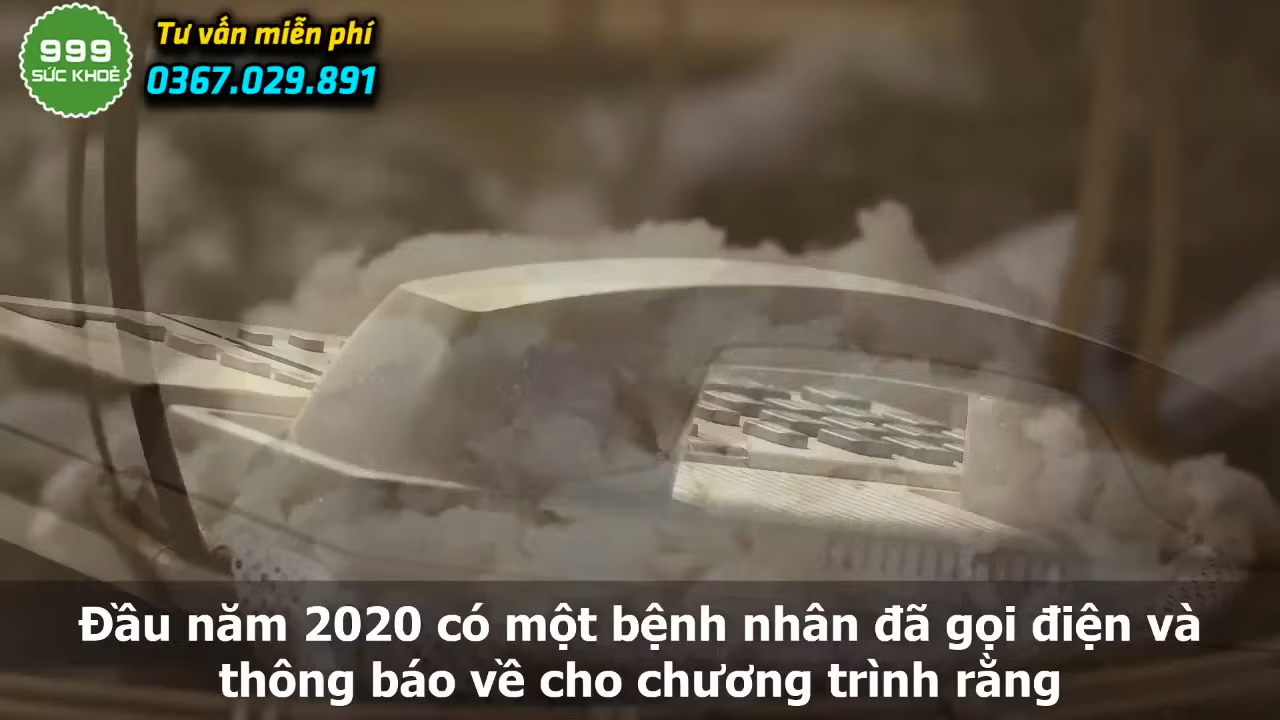 999
SỨC KHOẺ
Tư vấn miễn phí
0367.029.891
Đầu năm 2020 có một bệnh nhân đã gọi điện và
thông báo về cho chương trình rằng